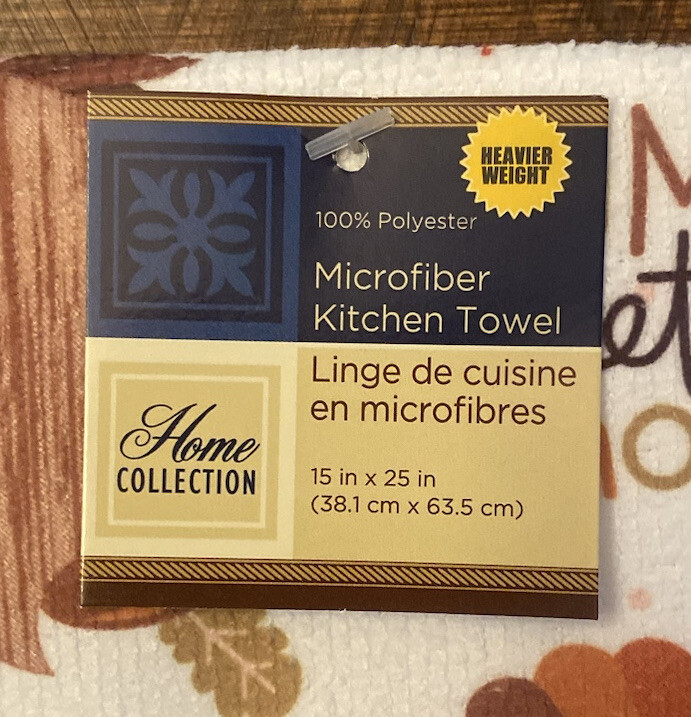 HEAVIER
WEIGHT
100% Polyester
Microfiber
Kitchen Towel
Linge de cuisine
en microfibres
Home
COLLECTION
15 in x 25 in
(38.1 cm x 63.5 cm)